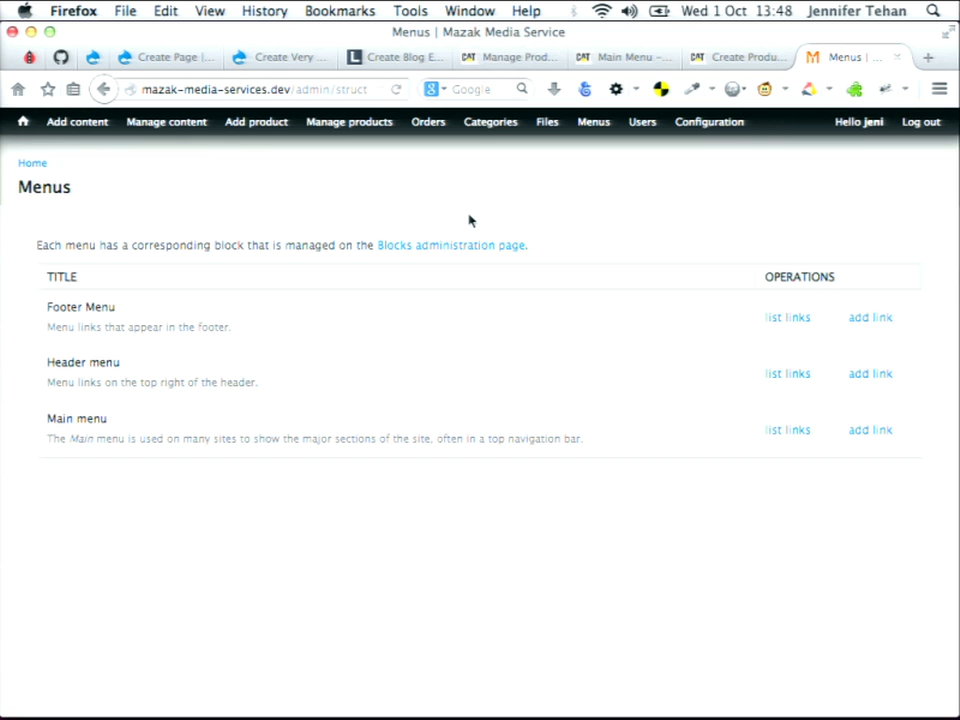 Firefox File Edit View History Bookmarks Tools Window Help Wed 1 Oct 13:48 Jennifer Tehan
Menus | Mazak Media Service
Create Page |... Create Very ... Create Blog E... CAT Manage Prod... CAT Main Menu –... CAT Create Produ... Menus | ...
mazak-media-services.dev/admin/struct Google
Add content Manage content Add product Manage products Orders Categories Files Menus Users Configuration Hello jeni Log out
Home
Menus
Each menu has a corresponding block that is managed on the Blocks administration page.
TITLE OPERATIONS
Footer Menu
Menu links that appear in the footer.
list links add link
Header menu
Menu links on the top right of the header.
list links add link
Main menu
The Main menu is used on many sites to show the major sections of the site, often in a top navigation bar.
list links add link